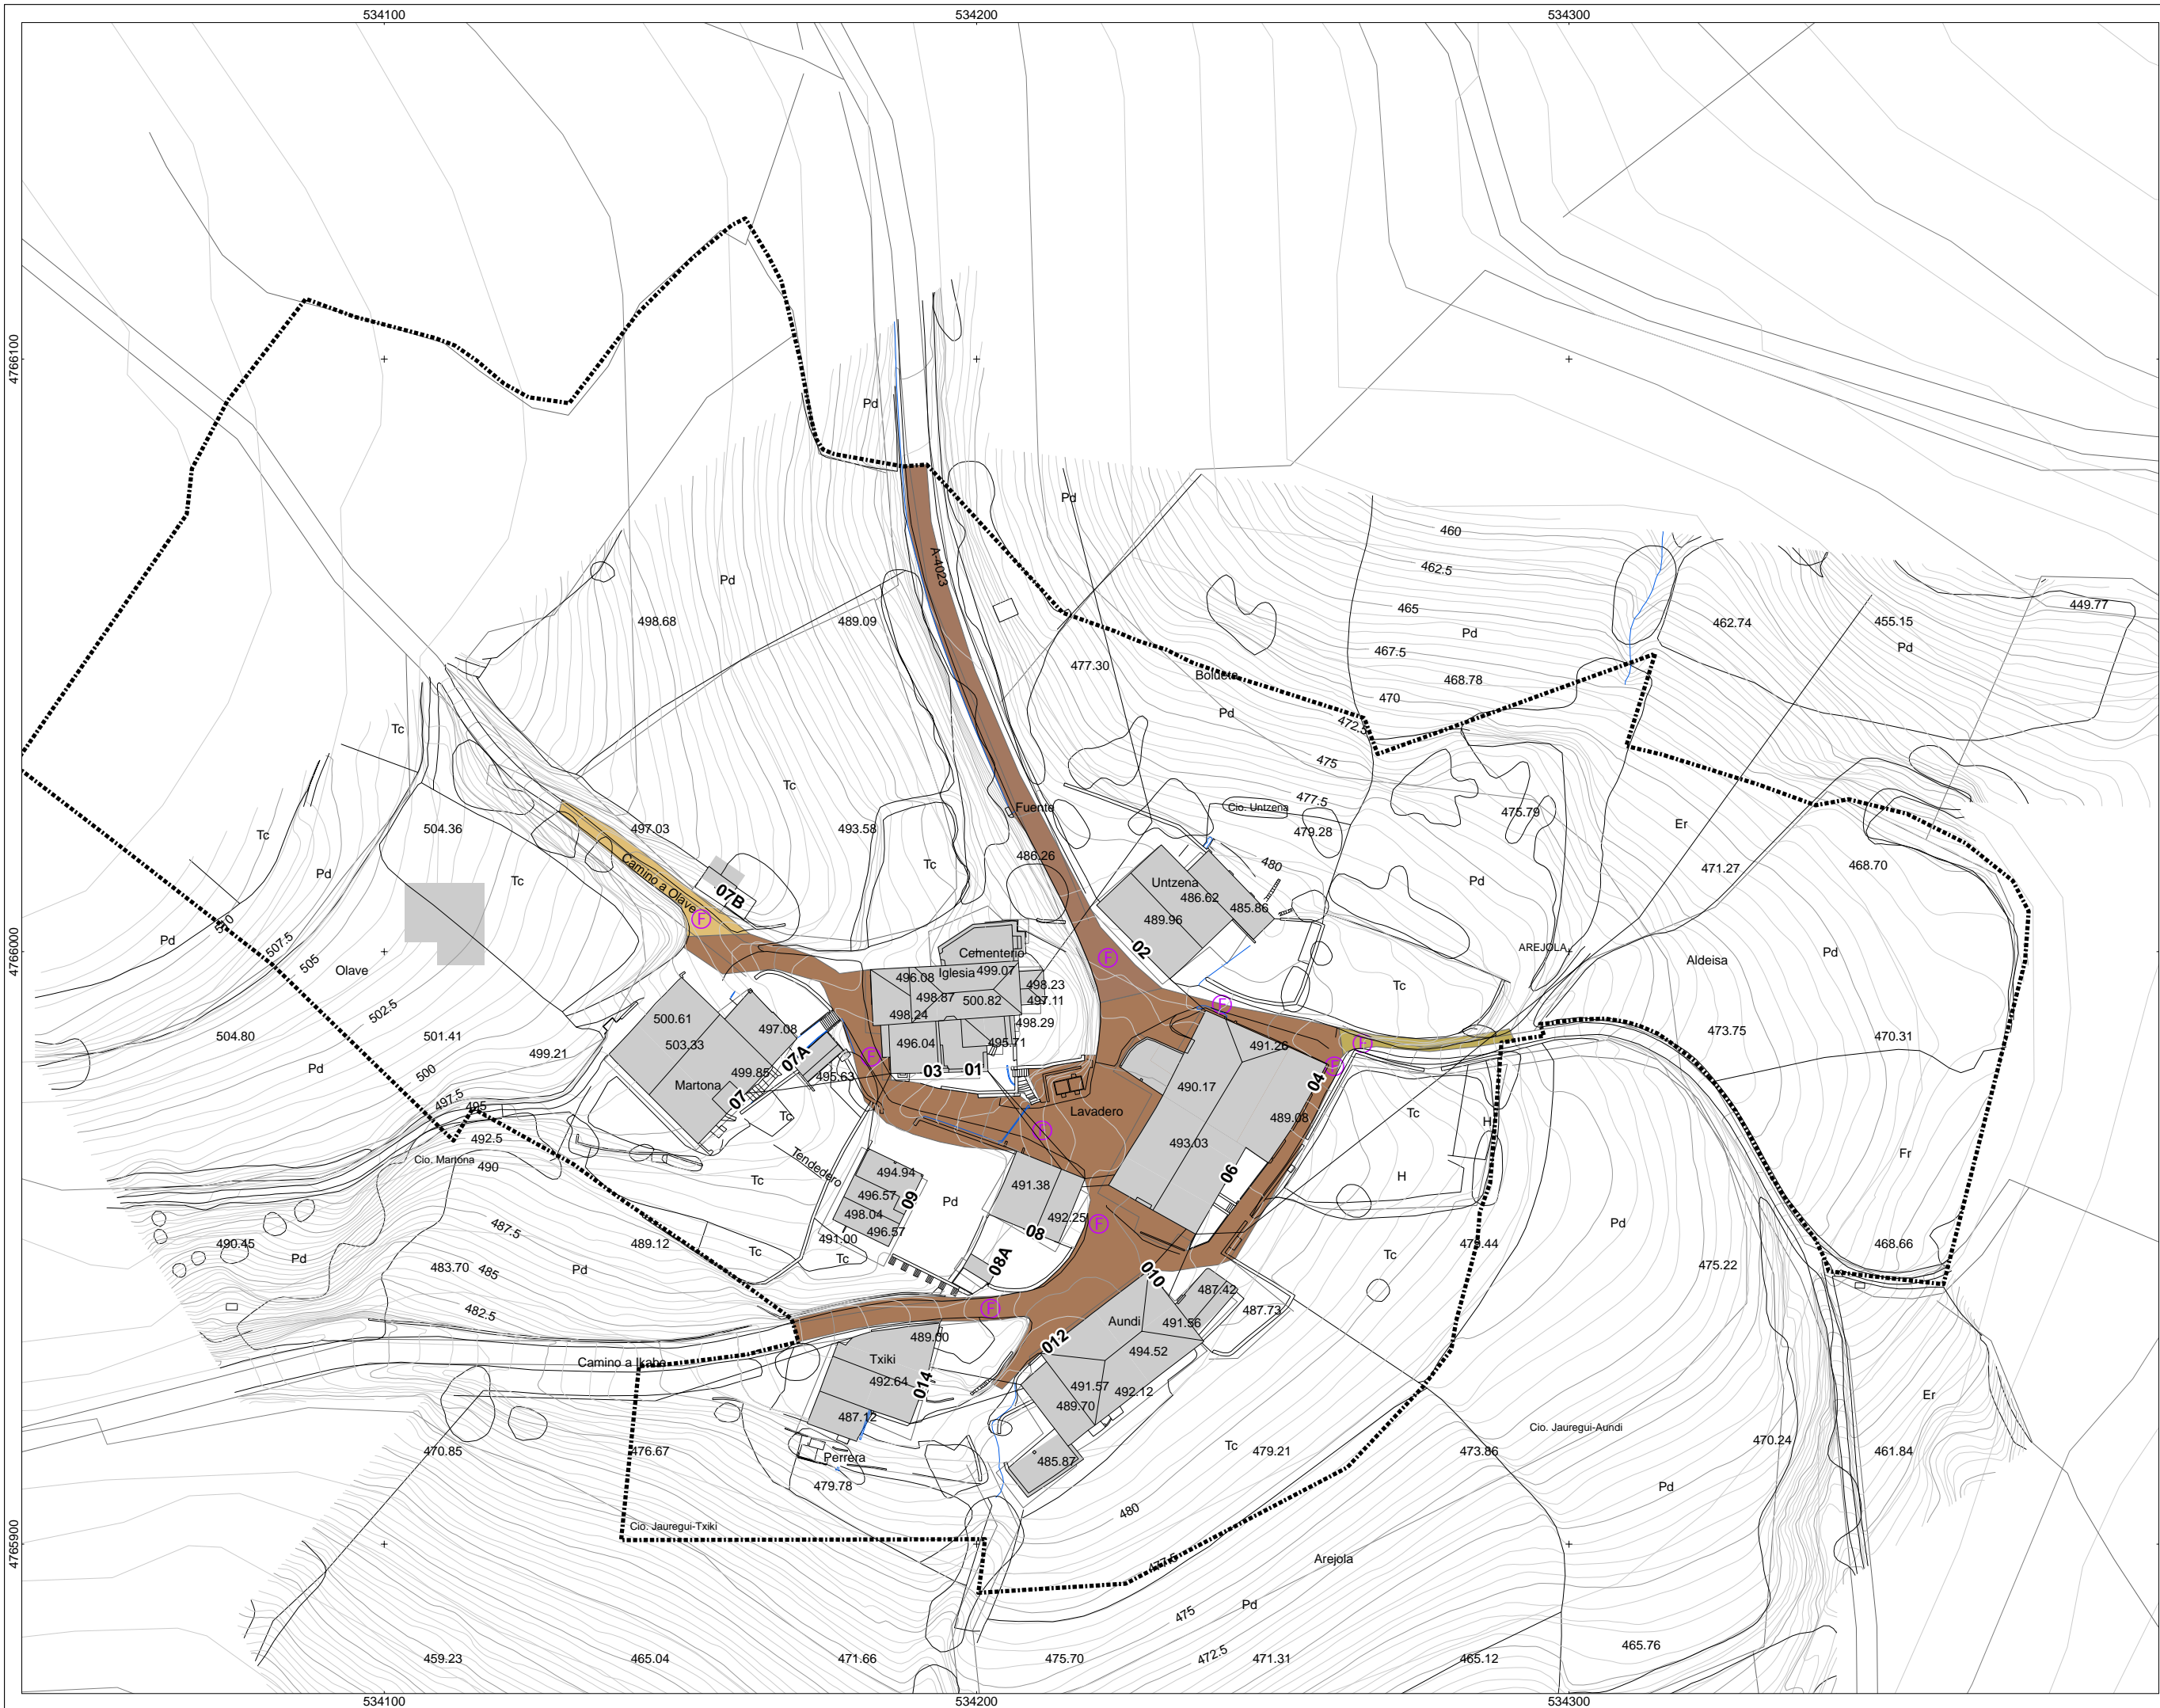 534100
534200
534300
4766100
4766000
4765900
Pd
Pd
460
462.5
465
467.5
470
472.5
475
477.5
480
A-4023
Pd
498.68
489.09
477.30
Bolueta
Pd
Pd
468.78
462.74
455.15
449.77
Pd
Tc
Tc
504.36
497.03
493.58
Fuente
486.26
Cio. Untzena
479.28
475.79
Er
471.27
468.70
Tc
Pd
Tc
Tc
Camino a Olave
F
07B
Untzena
486.62
485.86
489.96
02
Pd
Pd
507.5
505
502.5
500
497.5
495
492.5
490
487.5
485
482.5
Olave
504.80
501.41
499.21
Pd
Cementerio
Iglesia
496.08
499.07
498.87
500.82
498.23
497.11
498.24
498.29
496.04
495.71
03
01
F
F
AREJOLA
Aldeisa
Pd
Tc
473.75
470.31
500.61
503.33
497.08
499.85
Martona
07A
07
495.63
F
Tc
Lavadero
F
491.26
490.17
489.08
493.03
04
06
F
F
Tc
H
H
Fr
Cio. Martona
Tendedero
Tc
494.94
496.57
498.04
496.57
09
491.00
Pd
491.38
492.25
08
08A
F
Tc
Tc
489.12
483.70
Pd
490.45
Pd
010
Tc
479.44
Pd
475.22
468.66
487.42
487.73
491.56
Aundi
494.52
012
491.57
492.12
489.70
485.87
F
489.00
Txiki
492.64
014
487.12
Perrera
479.78
Camino a Ikabe
470.85
476.67
Cio. Jauregui-Txiki
Tc
479.21
473.86
Cio. Jauregui-Aundi
470.24
461.84
Er
Pd
480
477.5
475
472.5
Arejola
Pd
459.23
465.04
471.66
475.70
471.31
465.12
465.76
534100
534200
534300